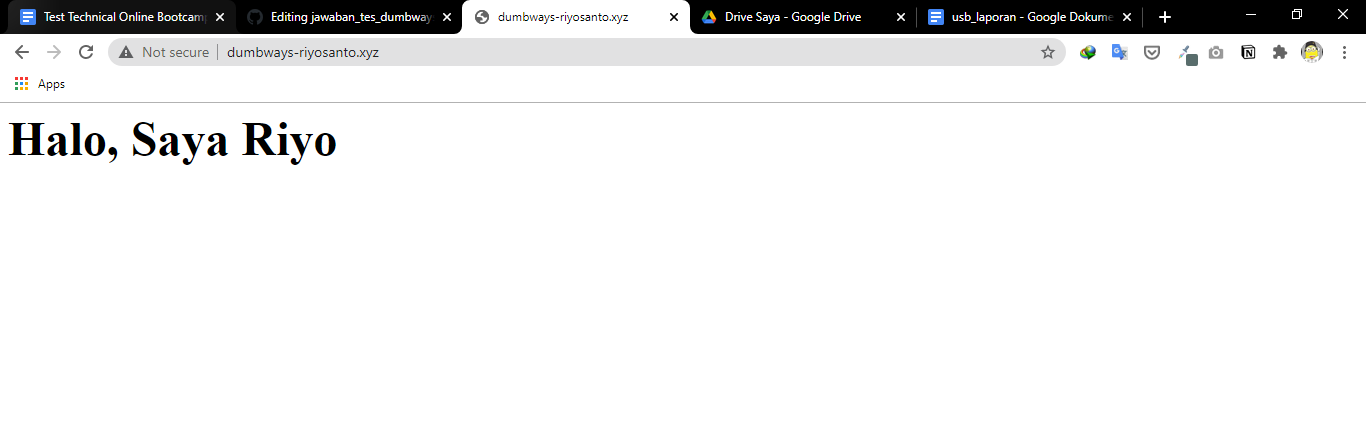 Test Technical Online Bootcam
Editing jawaban_tes_dumbway
dumbways-riyosanto.xyz
Drive Saya - Google Drive
usb_laporan - Google Dokume
Not secure
dumbways-riyosanto.xyz
Apps
Halo, Saya Riyo